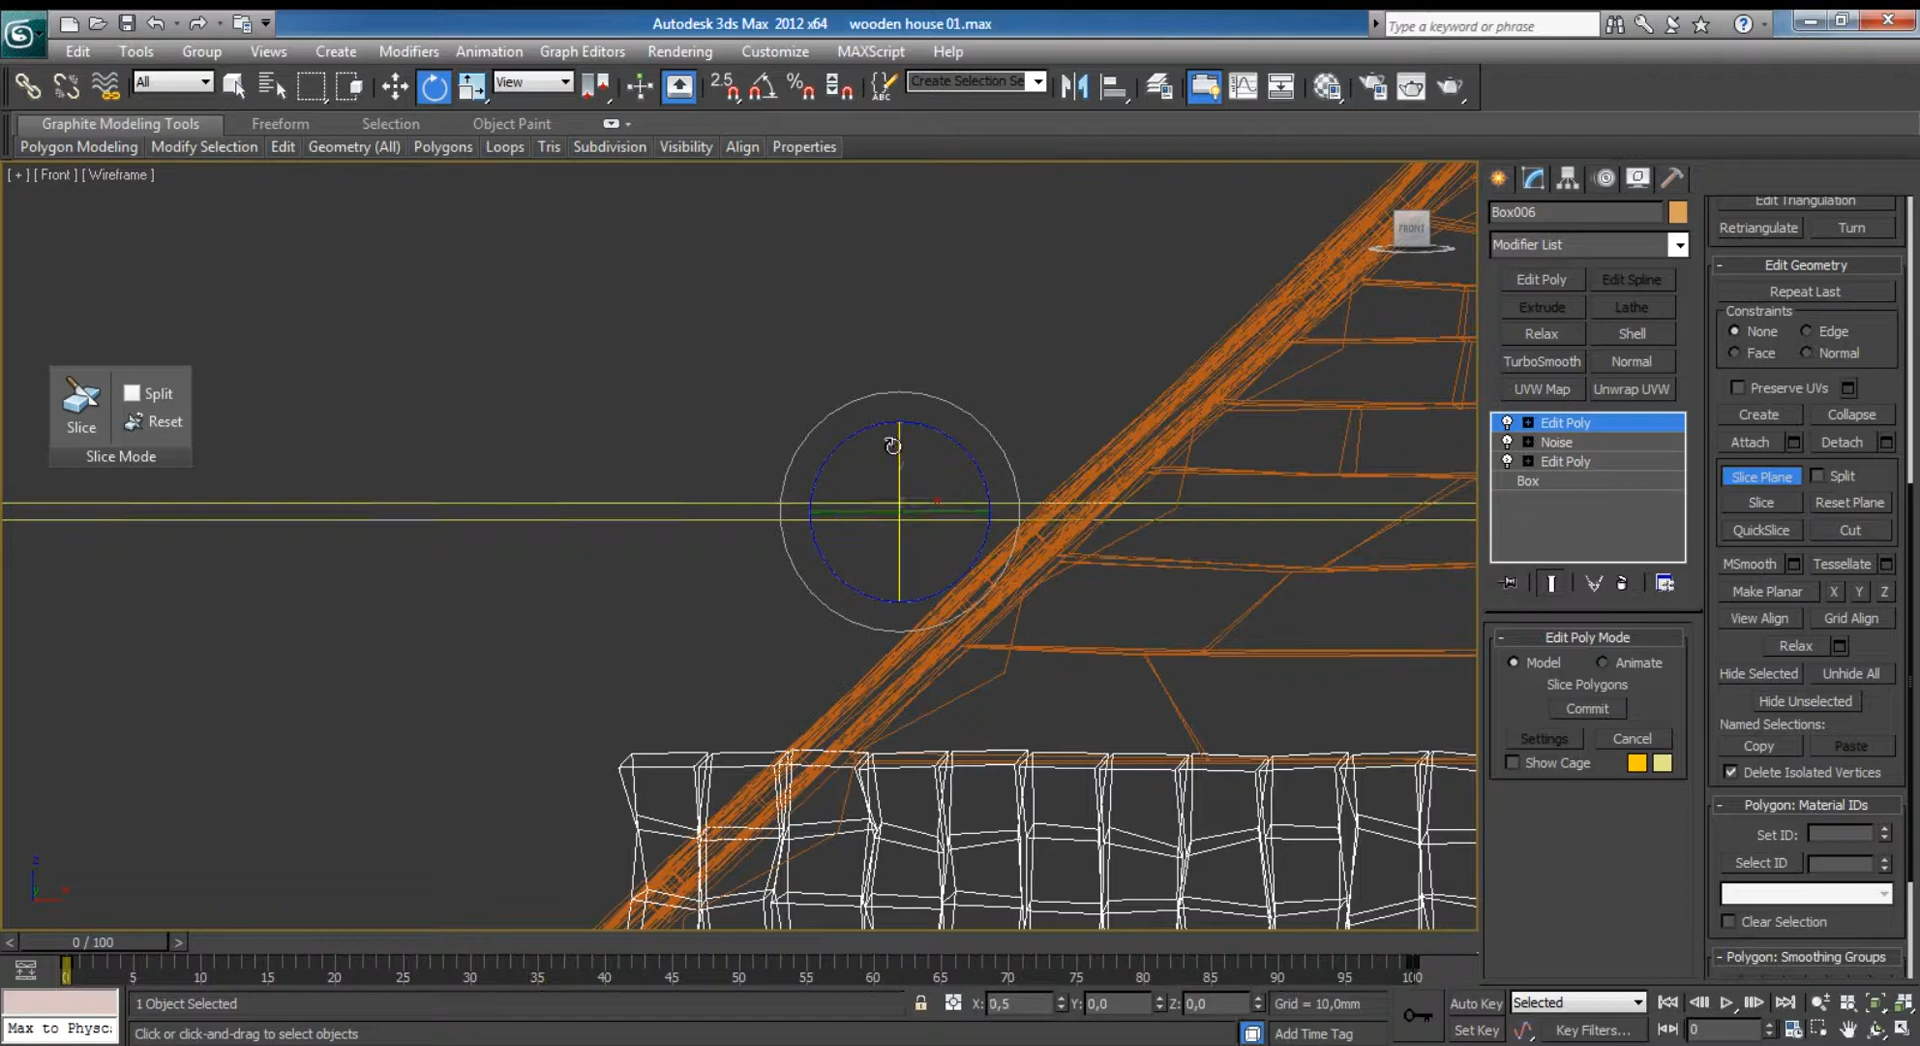 Autodesk 3ds Max 2012 x64 wooden house 01.max
Type a keyword or phrase
Edit Tools Group Views Create Modifiers Animation Graph Editors Rendering Customize MAXScript Help
All View 2.5 % ABC Create Selection Se
Graphite Modeling Tools Freeform Selection Object Paint
Polygon Modeling Modify Selection Edit Geometry (All) Polygons Loops Tris Subdivision Visibility Align Properties
[ + ] [ Front ] [ Wireframe ]
FRONT
Split
Slice Reset
Slice Mode
x
z
Box006
Modifier List
Edit Poly Edit Spline
Extrude Lathe
Relax Shell
TurboSmooth Normal
UVW Map Unwrap UVW
Edit Poly
Noise
Edit Poly
Box
- Edit Poly Mode
Model Animate
Slice Polygons
Commit
Settings Cancel
Show Cage
Edit Triangulation
Retriangulate Turn
- Edit Geometry
Repeat Last
Constraints
None Edge
Face Normal
Preserve UVs
Create Collapse
Attach Detach
Slice Plane Split
Slice Reset Plane
QuickSlice Cut
MSmooth Tessellate
Make Planar X Y Z
View Align Grid Align
Relax
Hide Selected Unhide All
Hide Unselected
Named Selections:
Copy Paste
Delete Isolated Vertices
- Polygon: Material IDs
Set ID:
Select ID
Clear Selection
- Polygon: Smoothing Groups
< 0 / 100 >
0 5 10 15 20 25 30 35 40 45 50 55 60 65 70 75 80 85 90 95 100
1 Object Selected X: 0,5 Y: 0,0 Z: 0,0 Grid = 10,0mm Auto Key Selected
Max to Physc: Click or click-and-drag to select objects Add Time Tag Set Key Key Filters... 0